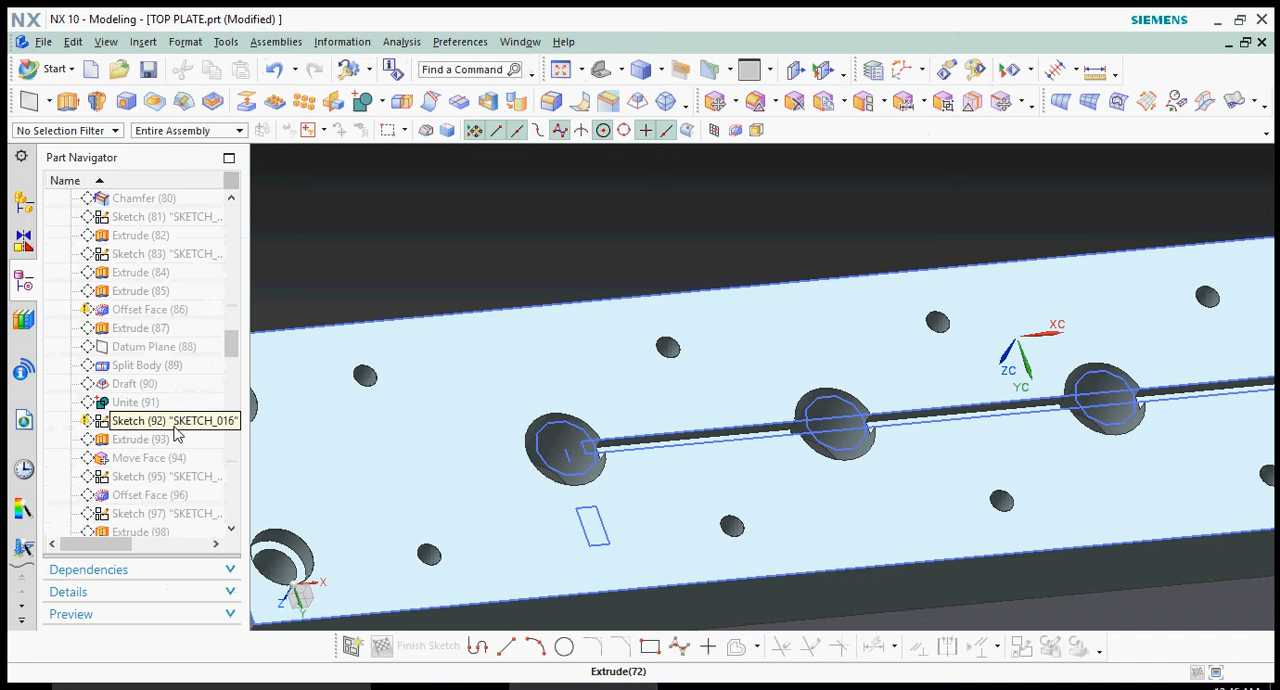 NX NX 10 - Modeling - [TOP PLATE.prt (Modified) ] SIEMENS
File Edit View Insert Format Tools Assemblies Information Analysis Preferences Window Help
Start Find a Command
No Selection Filter Entire Assembly
Part Navigator
Name
Chamfer (80)
Sketch (81) "SKETCH_...
Extrude (82)
Sketch (83) "SKETCH_...
Extrude (84)
Extrude (85)
Offset Face (86)
Extrude (87)
Datum Plane (88)
Split Body (89)
Draft (90)
Unite (91)
Sketch (92) "SKETCH_016"
Extrude (93)
Move Face (94)
Sketch (95) "SKETCH_...
Offset Face (96)
Sketch (97) "SKETCH_...
Extrude (98)
Dependencies
Details
Preview
XC
ZC
YC
X
Z
Y
Finish Sketch
Extrude(72)